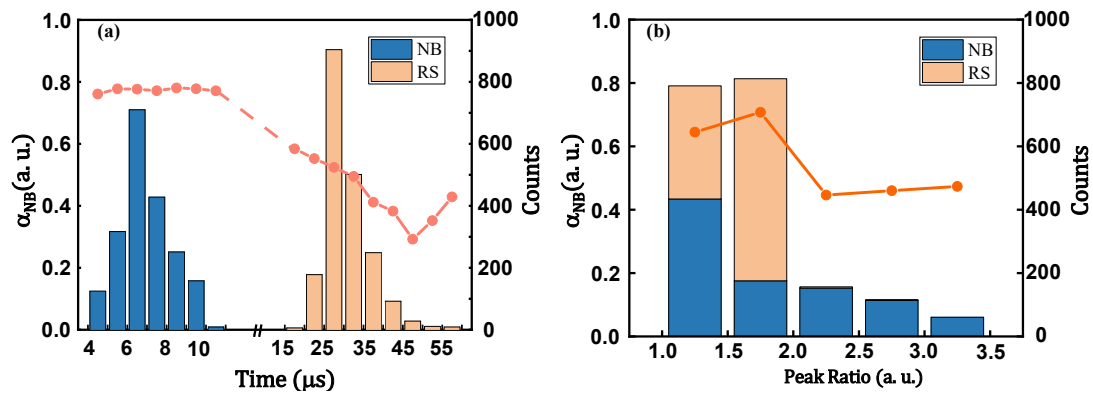 (a)
NB
RS
1.0
0.8
0.6
0.4
0.2
0.0
α_NB(a. u.)
1000
800
600
400
200
0
Counts
4 6 8 10 15 25 35 45 55
Time (μs)
(b)
NB
RS
1.0
0.8
0.6
0.4
0.2
0.0
α_NB(a. u.)
1000
800
600
400
200
0
Counts
1.0 1.5 2.0 2.5 3.0 3.5
Peak Ratio (a. u.)